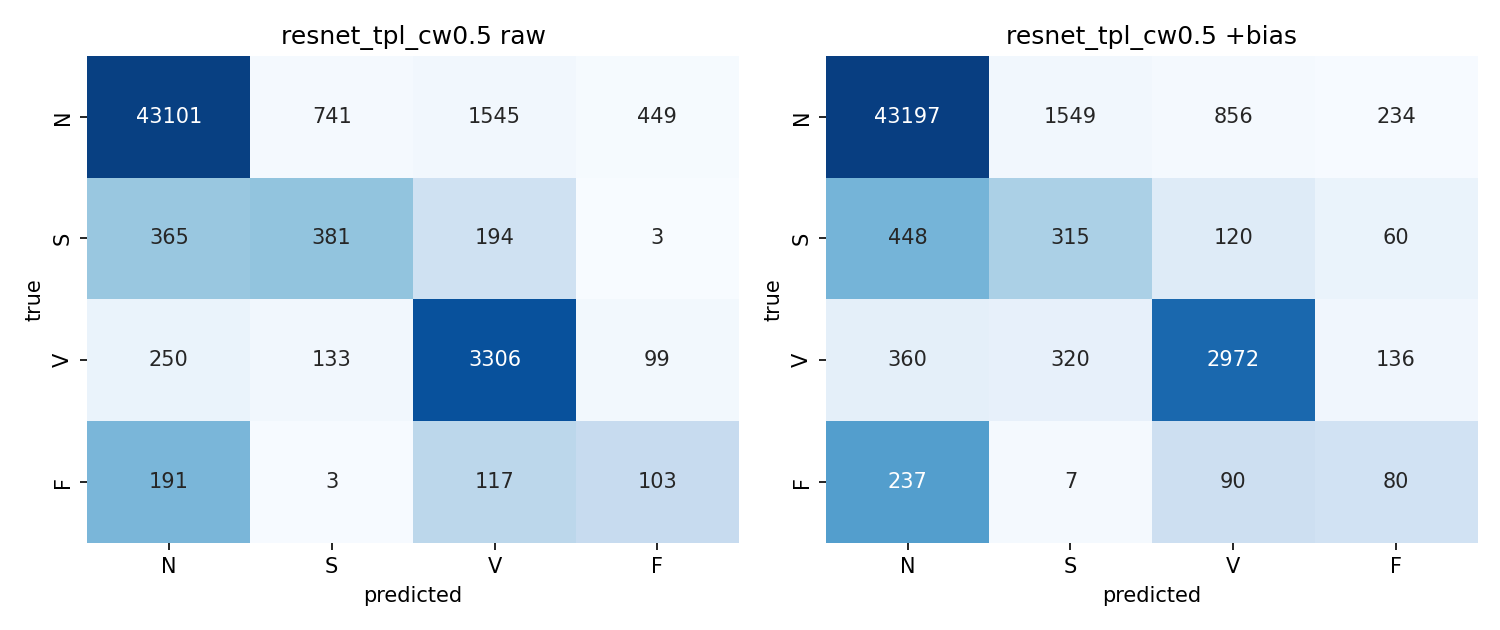 resnet_tpl_cw0.5 raw
N 43101 741 1545 449
S 365 381 194 3
V 250 133 3306 99
F 191 3 117 103
N S V F
predicted
true
resnet_tpl_cw0.5 +bias
N 43197 1549 856 234
S 448 315 120 60
V 360 320 2972 136
F 237 7 90 80
N S V F
predicted
true